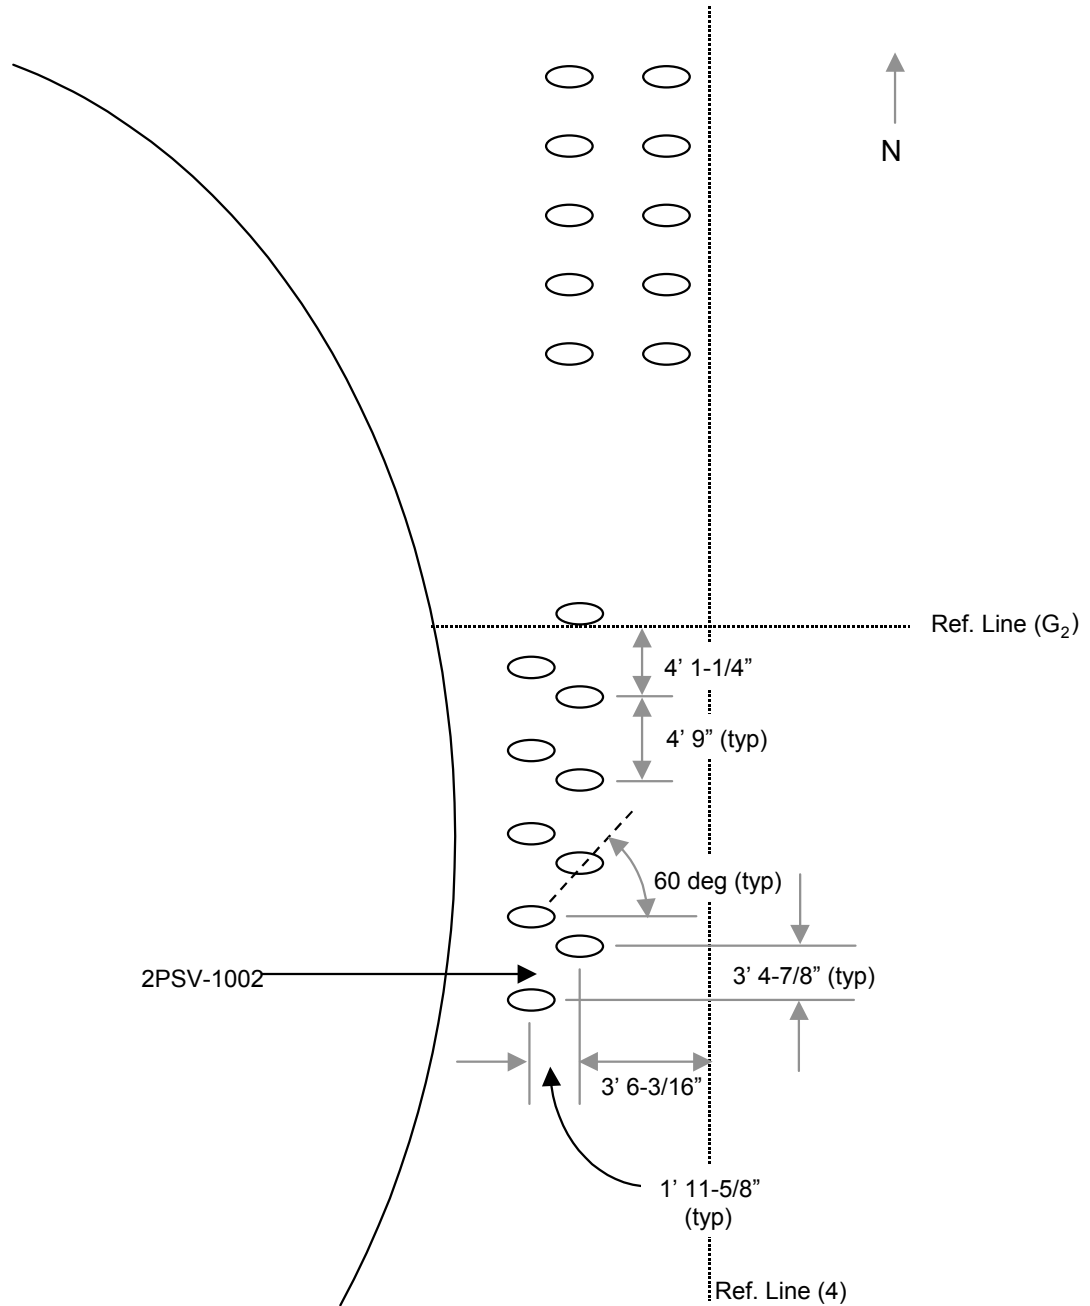 N
Ref. Line (G₂)
4’ 1-1/4”
4’ 9” (typ)
60 deg (typ)
2PSV-1002
3’ 4-7/8” (typ)
3’ 6-3/16”
1’ 11-5/8”
(typ)
Ref. Line (4)